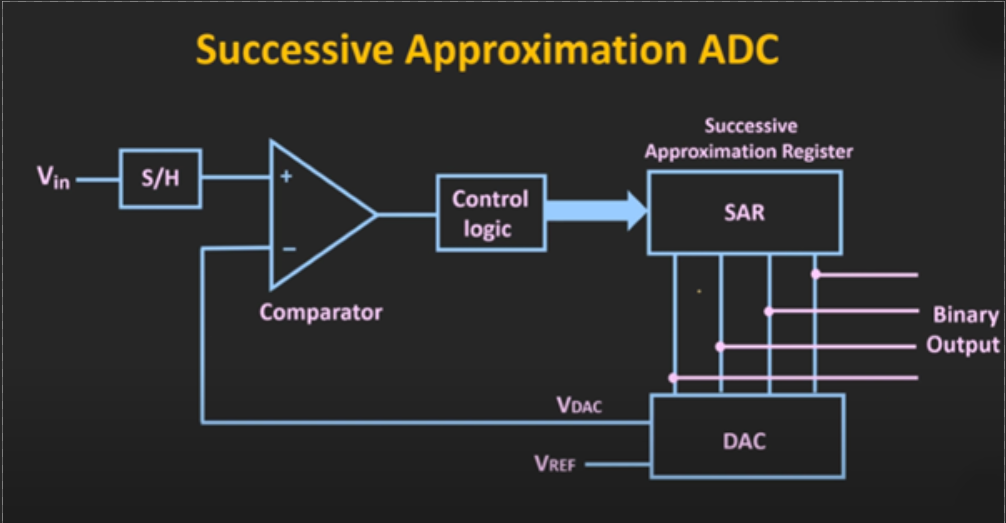 Successive Approximation ADC
Successive
Approximation Register
Vin
S/H
+
Control
logic
SAR
−
Comparator
Binary
Output
VDAC
DAC
VREF